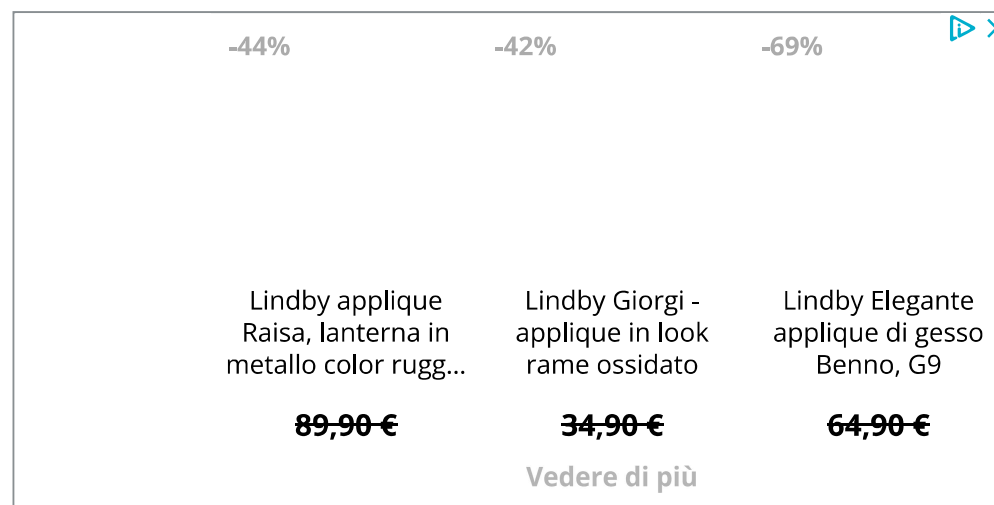 -44%
-42%
-69%
Lindby applique
Raisa, lanterna in
metallo color rugg...
Lindby Giorgi -
applique in look
rame ossidato
Lindby Elegante
applique di gesso
Benno, G9
89,90 €
34,90 €
64,90 €
Vedere di più